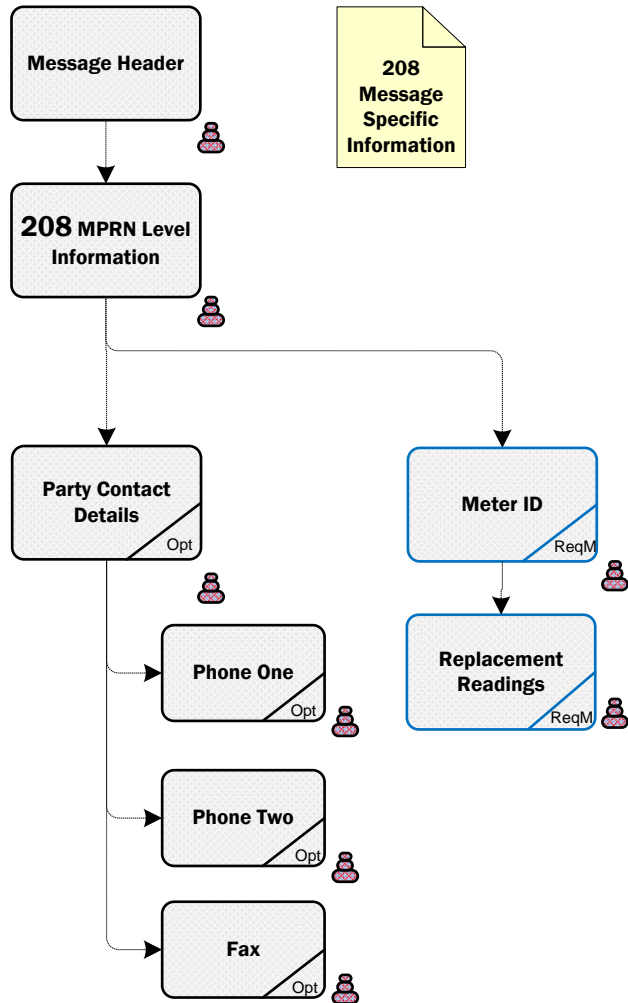 Message Header
208
Message
Specific
Information
208 MPRN Level
Information
Party Contact
Details
Opt
Meter ID
ReqM
Phone One
Opt
Replacement
Readings
ReqM
Phone Two
Opt
Fax
Opt